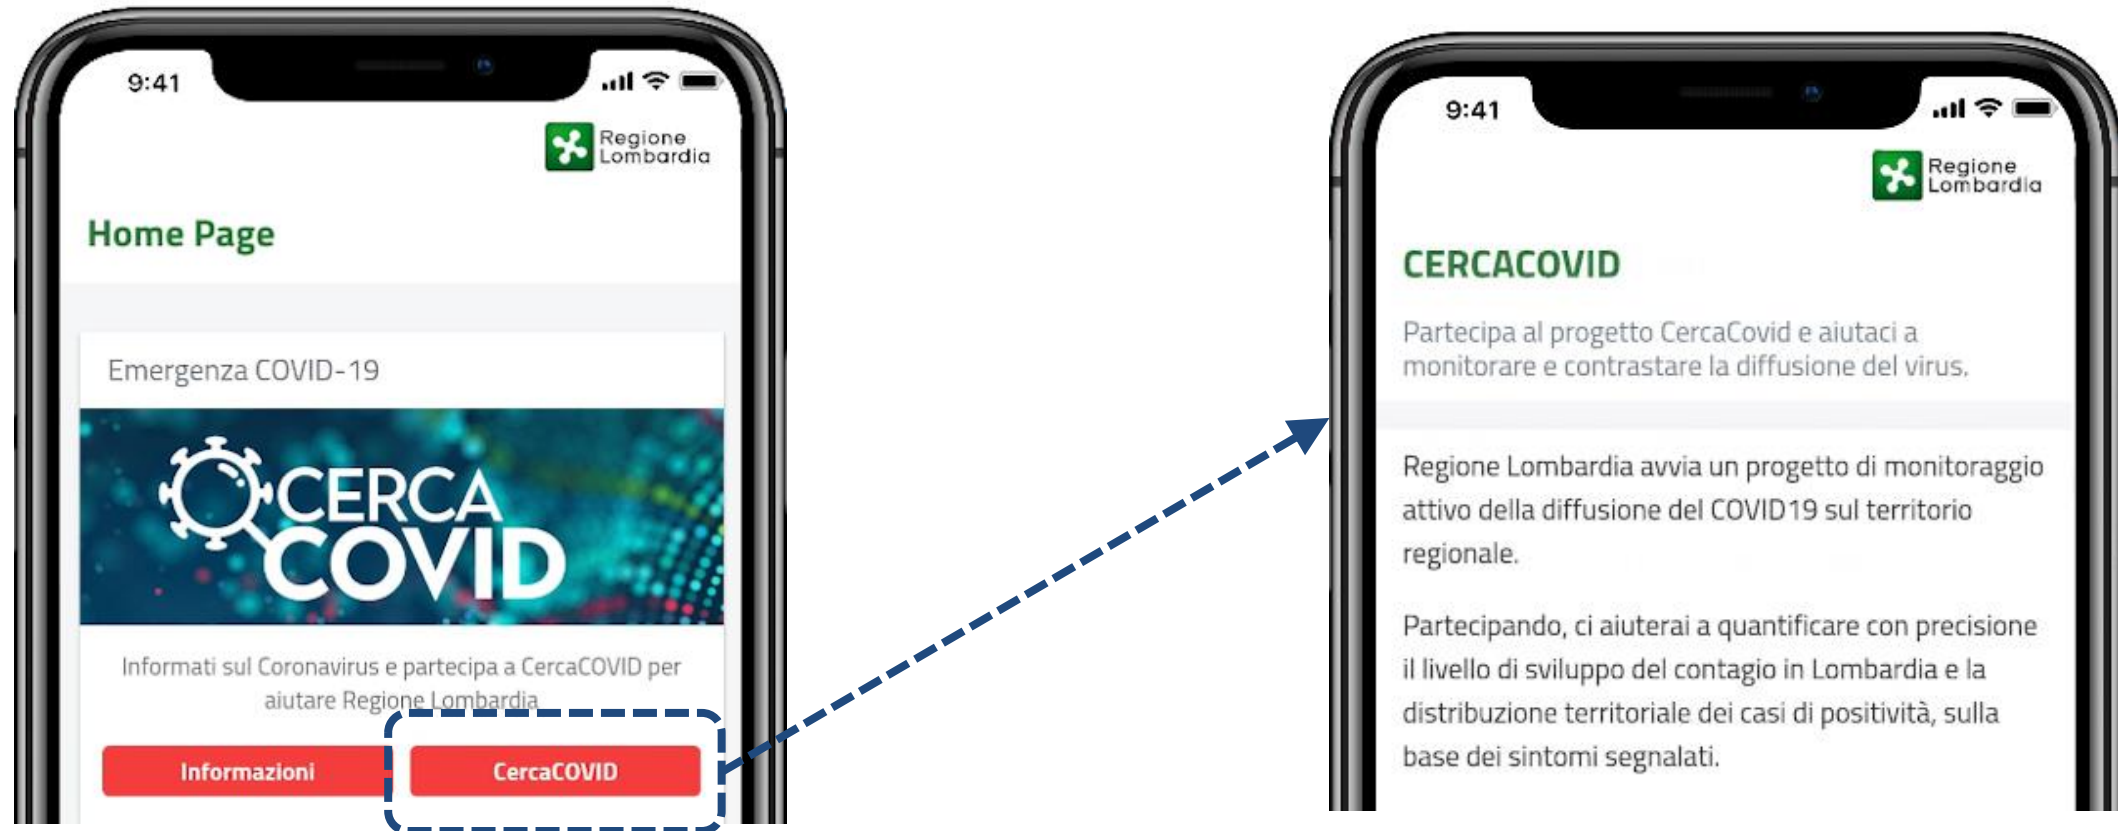 9:41
Regione
Lombardia
Home Page
Emergenza COVID-19
CERCA
COVID
Informati sul Coronavirus e partecipa a CercaCOVID per
aiutare Regione Lombardia
Informazioni
CercaCOVID
9:41
Regione
Lombardia
CERCACOVID
Partecipa al progetto CercaCovid e aiutaci a
monitorare e contrastare la diffusione del virus.
Regione Lombardia avvia un progetto di monitoraggio
attivo della diffusione del COVID19 sul territorio
regionale.
Partecipando, ci aiuterai a quantificare con precisione
il livello di sviluppo del contagio in Lombardia e la
distribuzione territoriale dei casi di positività, sulla
base dei sintomi segnalati.